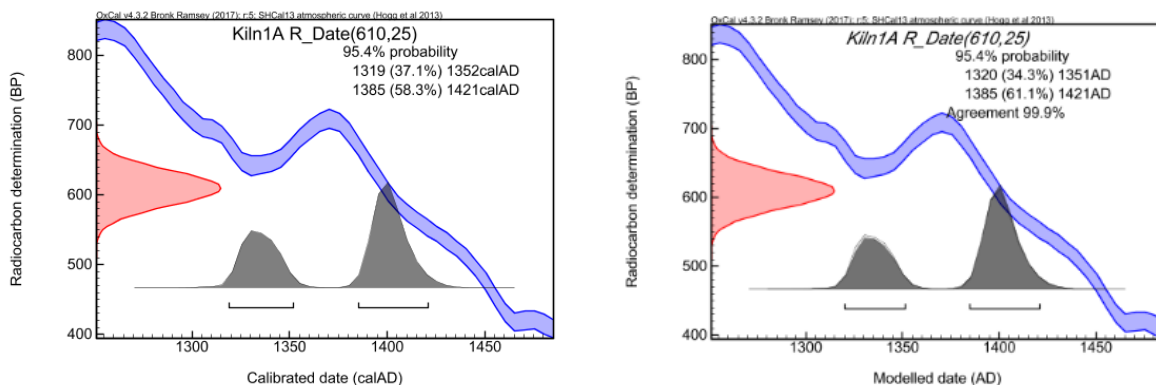 OxCal v4.3.2 Bronk Ramsey (2017); r:5; SHCal13 atmospheric curve (Hogg et al 2013)
Kiln1A R_Date(610,25)
95.4% probability
1319 (37.1%) 1352calAD
1385 (58.3%) 1421calAD
Radiocarbon determination (BP)
800
700
600
500
400
1300
1350
1400
1450
Calibrated date (calAD)
OxCal v4.3.2 Bronk Ramsey (2017); r:5; SHCal13 atmospheric curve (Hogg et al 2013)
Kiln1A R_Date(610,25)
95.4% probability
1320 (34.3%) 1351AD
1385 (61.1%) 1421AD
Agreement 99.9%
Radiocarbon determination (BP)
800
700
600
500
400
1300
1350
1400
1450
Modelled date (AD)